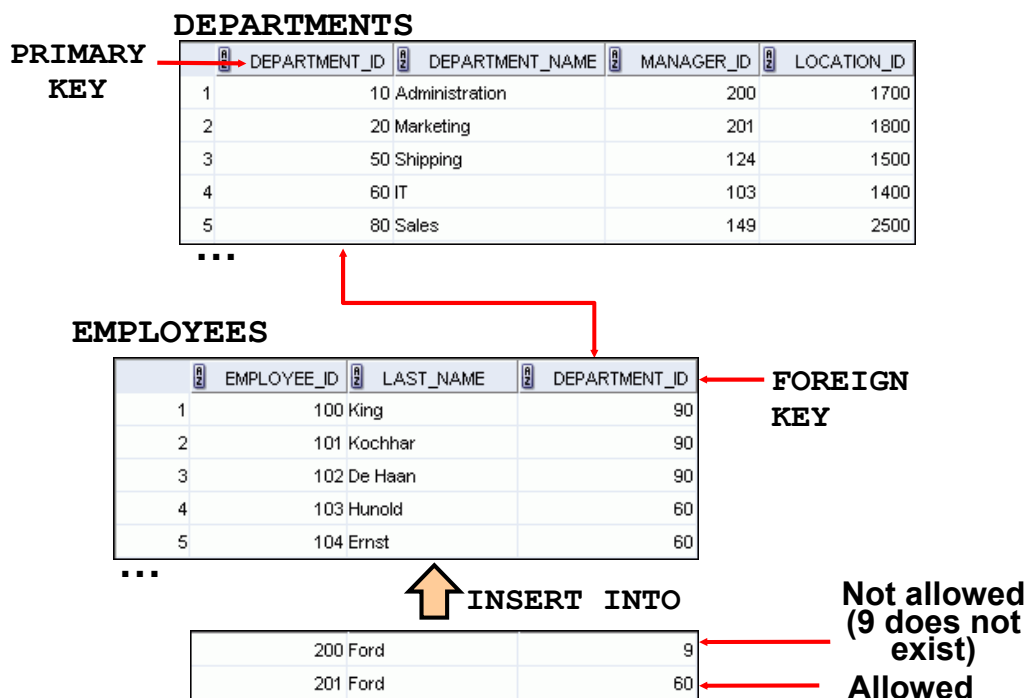 DEPARTMENTS
PRIMARY
KEY
DEPARTMENT_ID DEPARTMENT_NAME MANAGER_ID LOCATION_ID
1 10 Administration 200 1700
2 20 Marketing 201 1800
3 50 Shipping 124 1500
4 60 IT 103 1400
5 80 Sales 149 2500
...
EMPLOYEES
EMPLOYEE_ID LAST_NAME DEPARTMENT_ID
FOREIGN
KEY
1 100 King 90
2 101 Kochhar 90
3 102 De Haan 90
4 103 Hunold 60
5 104 Ernst 60
...
INSERT INTO
Not allowed
(9 does not
exist)
200 Ford 9
201 Ford 60
Allowed